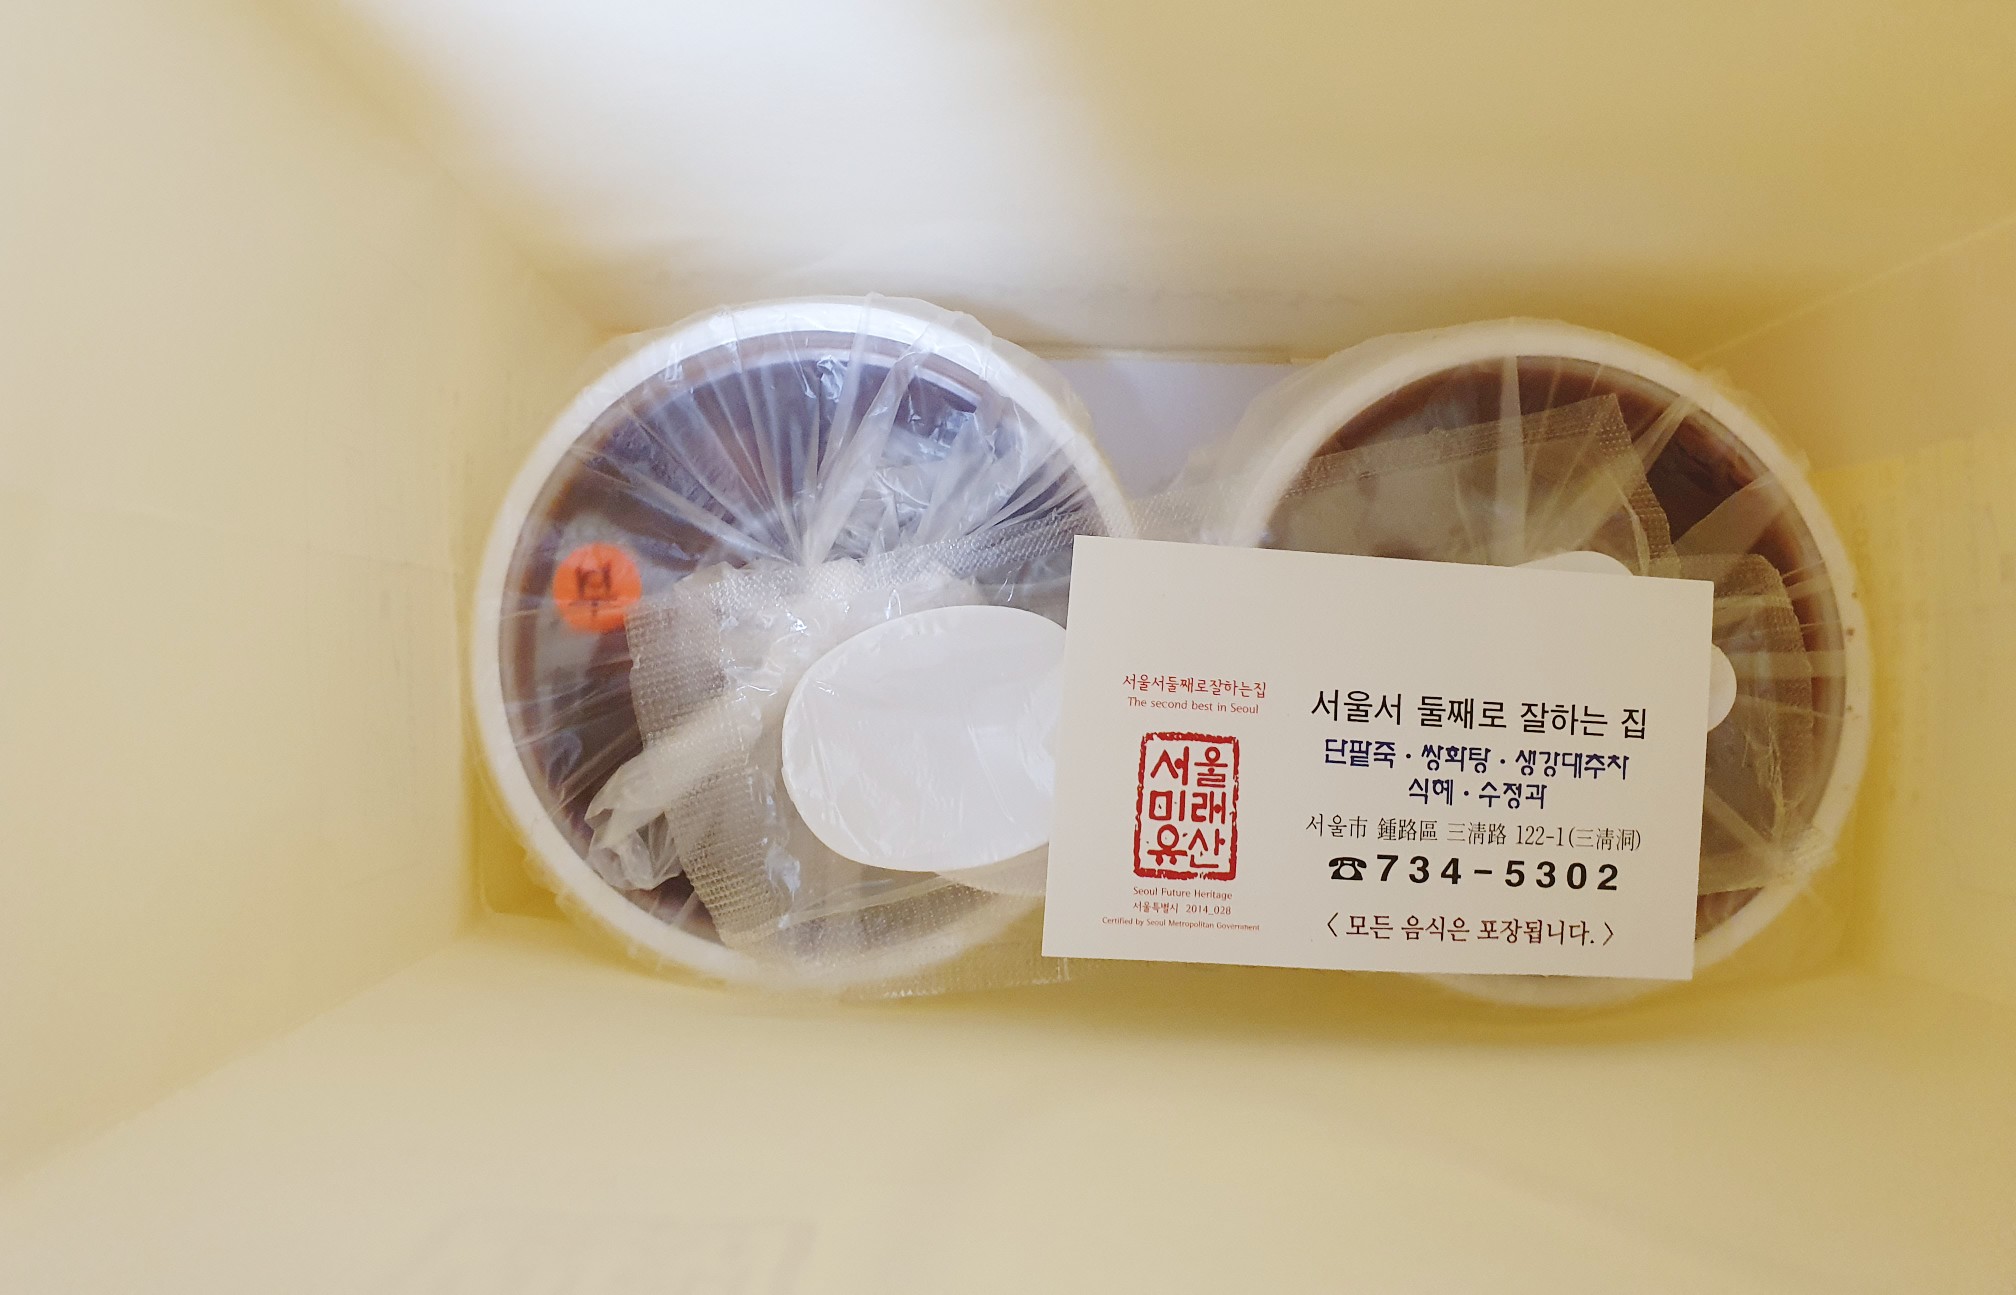 부
서울서둘째로잘하는집
The second best in Seoul
서울
미래
유산
Seoul Future Heritage
서울특별시 2014_028
Certified by Seoul Metropolitan Government
서울서 둘째로 잘하는 집
단팥죽·쌍화탕·생강대추차
식혜·수정과
서울市 鍾路區 三淸路 122-1(三淸洞)
☎734-5302
〈모든 음식은 포장됩니다.〉